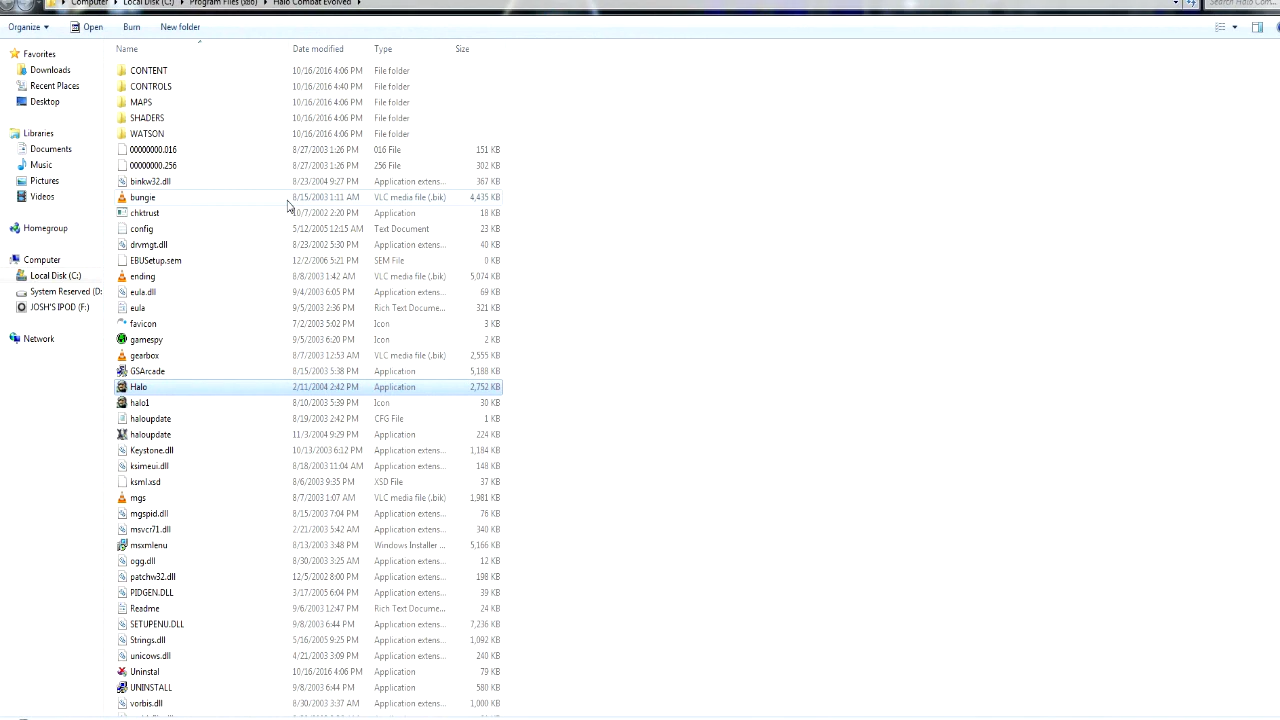 Computer ▸ Local Disk (C:) ▸ Program Files (x86) ▸ Halo Combat Evolved ▸ Search Halo Com...
Organize Open Burn New folder
Name Date modified Type Size
Favorites
Downloads
Recent Places
Desktop
Libraries
Documents
Music
Pictures
Videos
Homegroup
Computer
Local Disk (C:)
System Reserved (D:
JOSH'S IPOD (F:)
Network
CONTENT 10/16/2016 4:06 PM File folder
CONTROLS 10/16/2016 4:40 PM File folder
MAPS 10/16/2016 4:06 PM File folder
SHADERS 10/16/2016 4:06 PM File folder
WATSON 10/16/2016 4:06 PM File folder
00000000.016 8/27/2003 1:26 PM 016 File 151 KB
00000000.256 8/27/2003 1:26 PM 256 File 302 KB
binkw32.dll 8/23/2004 9:27 PM Application extens... 367 KB
bungie 8/15/2003 1:11 AM VLC media file (.bik) 4,435 KB
chktrust 10/7/2002 2:20 PM Application 18 KB
config 5/12/2005 12:15 AM Text Document 23 KB
drvmgt.dll 8/23/2002 5:30 PM Application extens... 40 KB
EBUSetup.sem 12/2/2006 5:21 PM SEM File 0 KB
ending 8/8/2003 1:42 AM VLC media file (.bik) 5,074 KB
eula.dll 9/4/2003 6:05 PM Application extens... 69 KB
eula 9/5/2003 2:36 PM Rich Text Docume... 321 KB
favicon 7/2/2003 5:02 PM Icon 3 KB
gamespy 9/5/2003 6:20 PM Icon 2 KB
gearbox 8/7/2003 12:53 AM VLC media file (.bik) 2,555 KB
GSArcade 8/15/2003 5:38 PM Application 5,188 KB
Halo 2/11/2004 2:42 PM Application 2,752 KB
halo1 8/10/2003 5:39 PM Icon 30 KB
haloupdate 8/19/2003 2:42 PM CFG File 1 KB
haloupdate 11/3/2004 9:29 PM Application 224 KB
Keystone.dll 10/13/2003 6:12 PM Application extens... 1,184 KB
ksimeui.dll 8/18/2003 11:04 AM Application extens... 148 KB
ksml.xsd 8/6/2003 9:35 PM XSD File 37 KB
mgs 8/7/2003 1:07 AM VLC media file (.bik) 1,981 KB
mgspid.dll 8/15/2003 7:04 PM Application extens... 76 KB
msvcr71.dll 2/21/2003 5:42 AM Application extens... 340 KB
msxmlenu 8/13/2003 3:48 PM Windows Installer ... 5,166 KB
ogg.dll 8/30/2003 3:25 AM Application extens... 12 KB
patchw32.dll 12/5/2002 8:00 PM Application extens... 198 KB
PIDGEN.DLL 3/17/2005 6:04 PM Application extens... 39 KB
Readme 9/6/2003 12:47 PM Rich Text Docume... 24 KB
SETUPENU.DLL 9/8/2003 6:44 PM Application extens... 7,236 KB
Strings.dll 5/16/2005 9:25 PM Application extens... 1,092 KB
unicows.dll 4/21/2003 3:09 PM Application extens... 240 KB
Uninstal 10/16/2016 4:06 PM Application 79 KB
UNINSTALL 9/8/2003 6:44 PM Application 580 KB
vorbis.dll 8/30/2003 3:37 AM Application extens... 1,000 KB